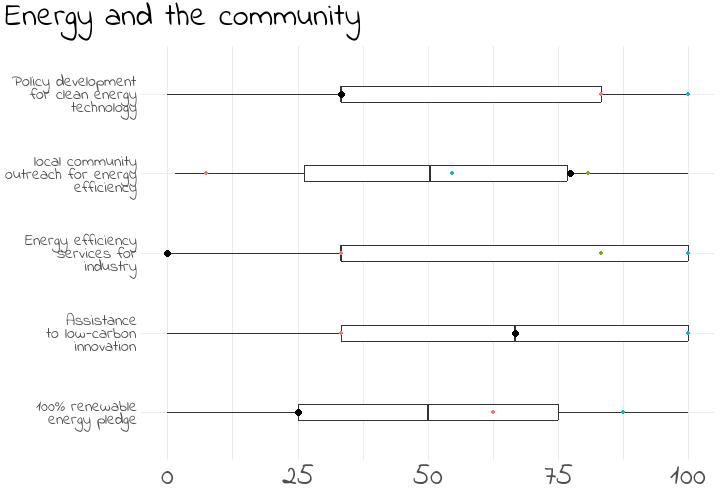 Energy and the community
Policy development
for clean energy
technology
local community
outreach for energy
efficiency
Energy efficiency
services for
industry
Assistance
to low-carbon
innovation
100% renewable
energy pledge
0 25 50 75 100